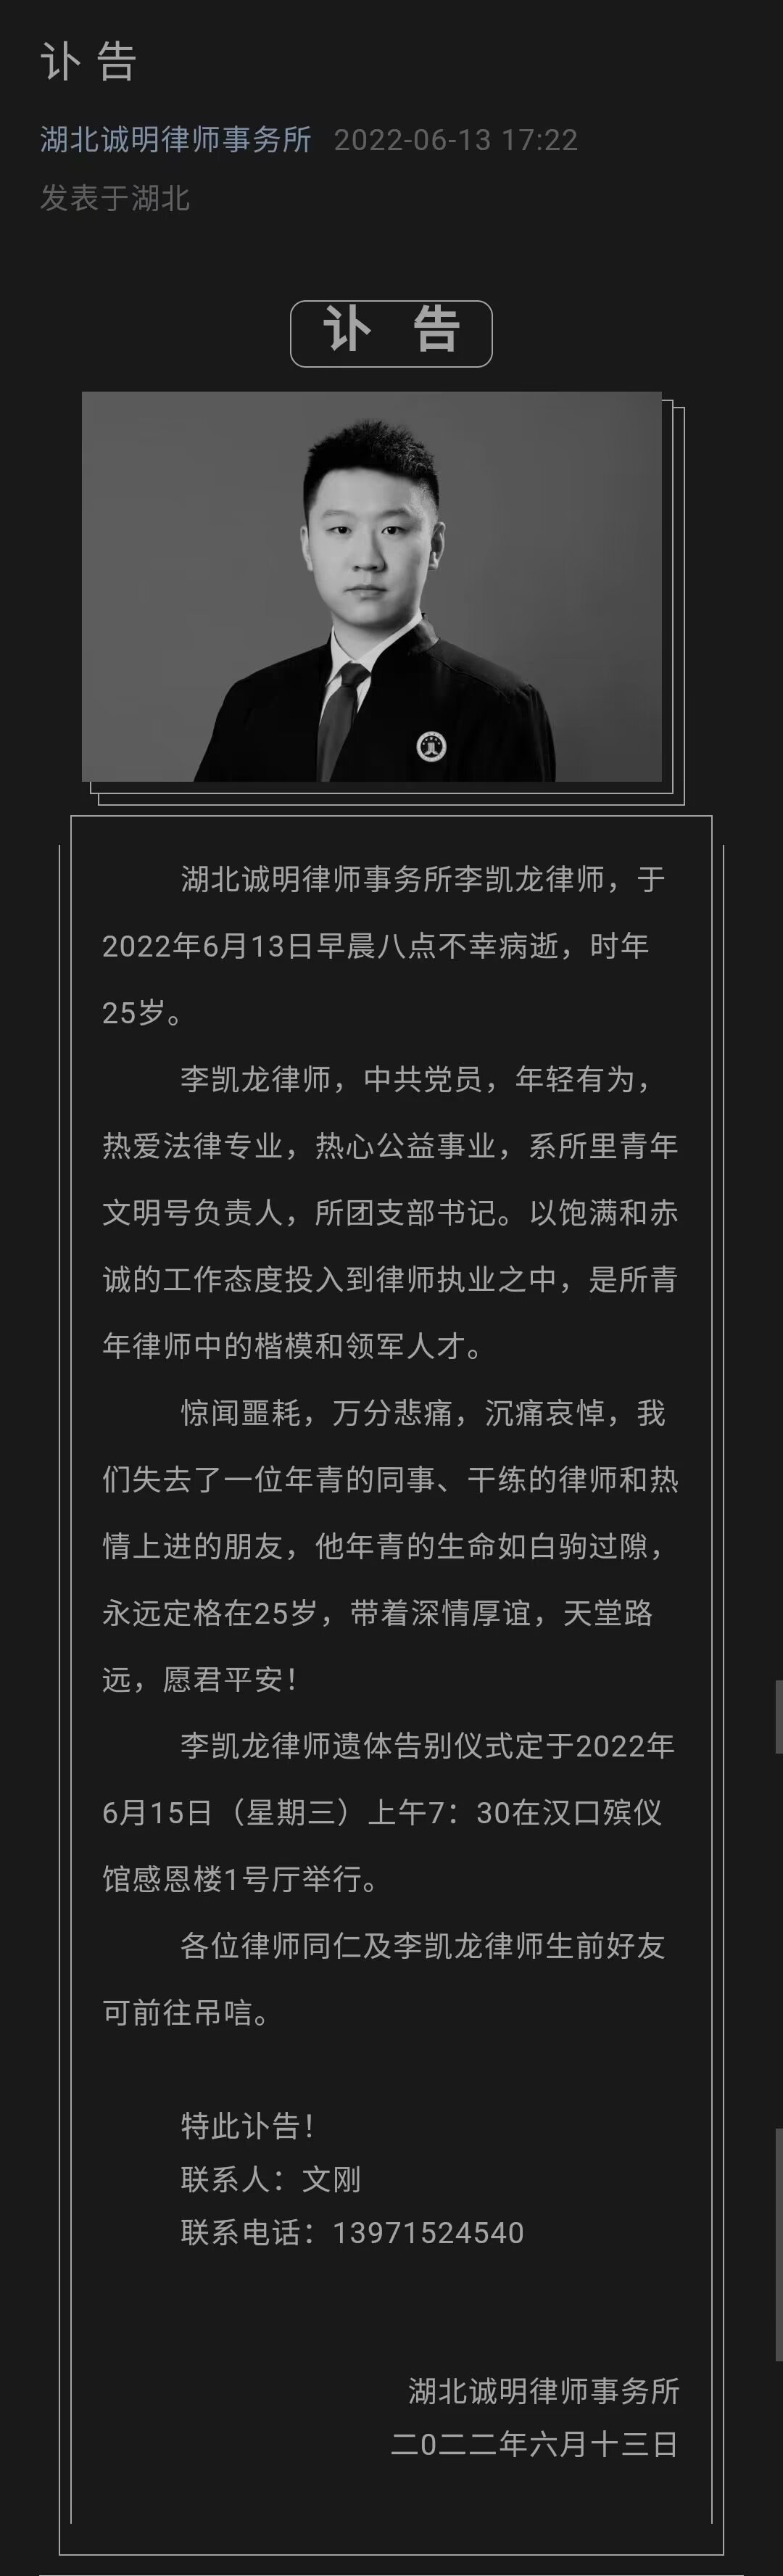 讣 告
湖北诚明律师事务所 2022-06-13 17:22
发表于湖北
讣 告
湖北诚明律师事务所李凯龙律师，于
2022年6月13日早晨八点不幸病逝，时年
25岁。
李凯龙律师，中共党员，年轻有为，
热爱法律专业，热心公益事业，系所里青年
文明号负责人，所团支部书记。以饱满和赤
诚的工作态度投入到律师执业之中，是所青
年律师中的楷模和领军人才。
惊闻噩耗，万分悲痛，沉痛哀悼，我
们失去了一位年青的同事、干练的律师和热
情上进的朋友，他年青的生命如白驹过隙，
永远定格在25岁，带着深情厚谊，天堂路
远，愿君平安！
李凯龙律师遗体告别仪式定于2022年
6月15日（星期三）上午7：30在汉口殡仪
馆感恩楼1号厅举行。
各位律师同仁及李凯龙律师生前好友
可前往吊唁。
特此讣告！
联系人：文刚
联系电话：13971524540
湖北诚明律师事务所
二0二二年六月十三日